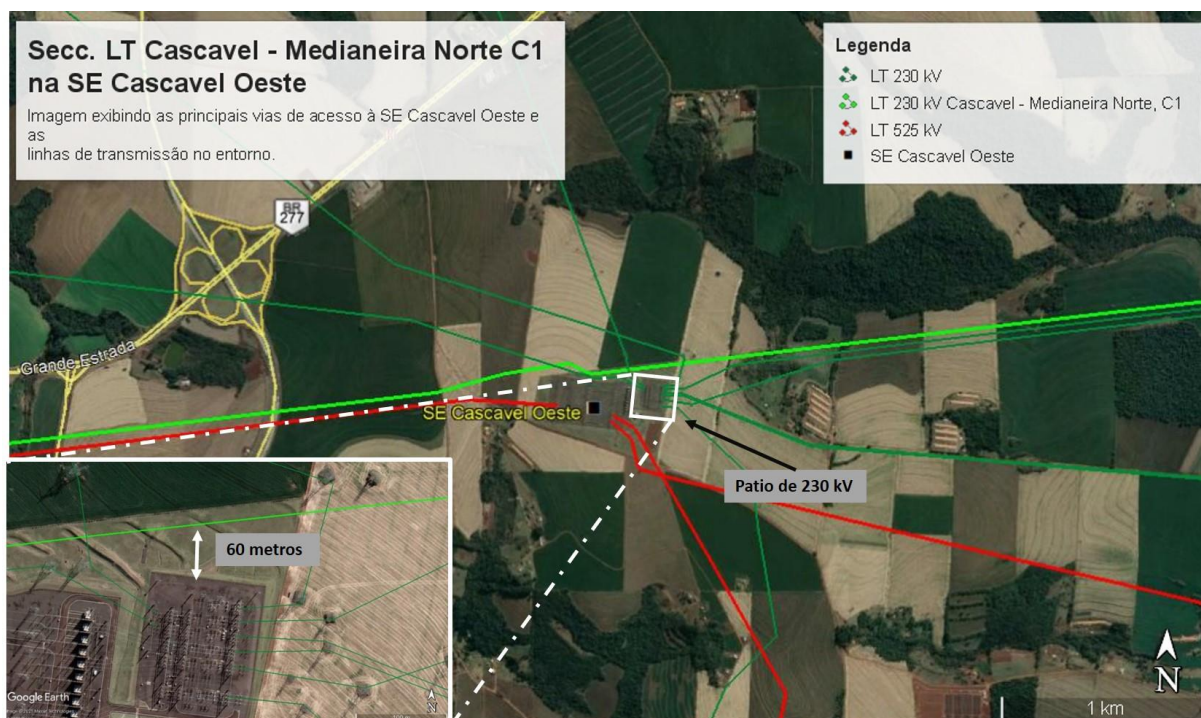 Secc. LT Cascavel - Medianeira Norte C1
na SE Cascavel Oeste
Imagem exibindo as principais vias de acesso à SE Cascavel Oeste e
as
linhas de transmissão no entorno.
Legenda
LT 230 kV
LT 230 kV Cascavel - Medianeira Norte, C1
LT 525 kV
SE Cascavel Oeste
BR
277
Grande Estrada
SE Cascavel Oeste
Patio de 230 kV
60 metros
Google Earth
N
N
1 km